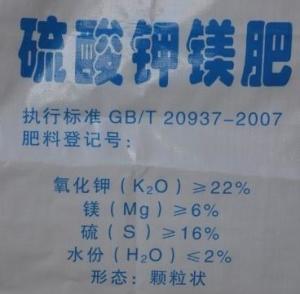 硫酸钾镁肥
执行标准 GB/T 20937-2007
肥料登记号：
氧化钾（K₂O）≥22%
镁（Mg）≥6%
硫（S）≥16%
水份（H₂O）≤2%
形态：颗粒状